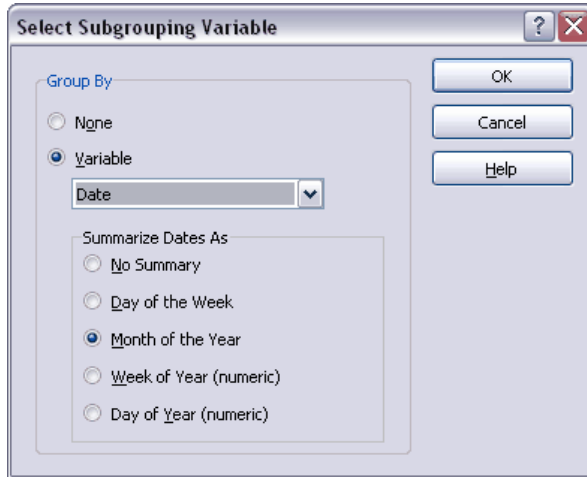 Select Subgrouping Variable
?
X
Group By
None
Variable
Date
Summarize Dates As
No Summary
Day of the Week
Month of the Year
Week of Year (numeric)
Day of Year (numeric)
OK
Cancel
Help